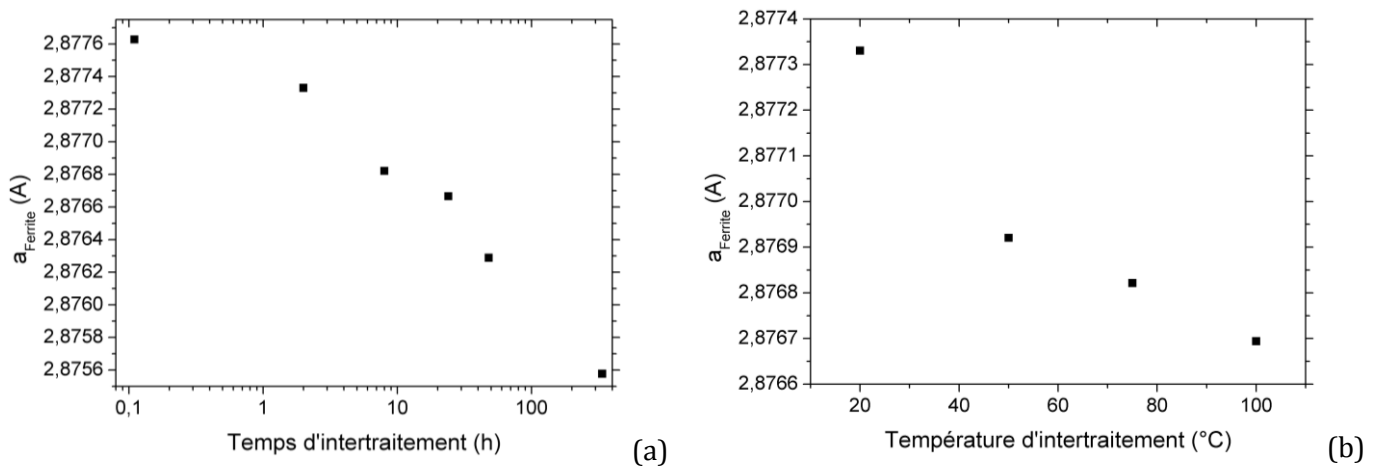 2,8776
2,8774
2,8772
2,8770
2,8768
2,8766
2,8764
2,8762
2,8760
2,8758
2,8756
a_Ferrite (A)
0,1 1 10 100
Temps d'intertraitement (h)
(a)
2,8774
2,8773
2,8772
2,8771
2,8770
2,8769
2,8768
2,8767
2,8766
a_Ferrite (A)
20 40 60 80 100
Température d'intertraitement (°C)
(b)